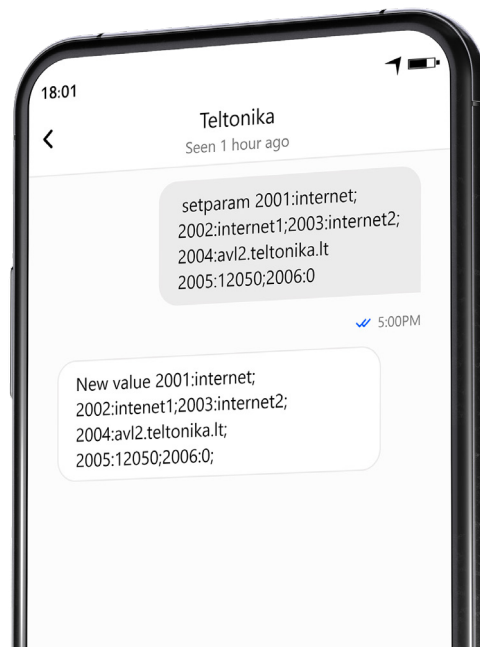 18:01
Teltonika
Seen 1 hour ago
setparam 2001:internet;
2002:internet1;2003:internet2;
2004:avl2.teltonika.lt
2005:12050;2006:0
5:00PM
New value 2001:internet;
2002:intenet1;2003:internet2;
2004:avl2.teltonika.lt;
2005:12050;2006:0;